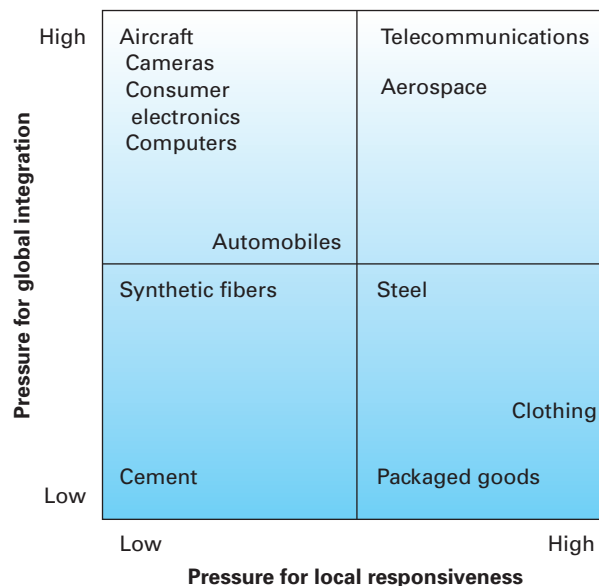 Pressure for global integration
High
Low
Aircraft
Cameras
Consumer
electronics
Computers
Automobiles
Telecommunications
Aerospace
Synthetic fibers
Cement
Steel
Clothing
Packaged goods
Low
High
Pressure for local responsiveness